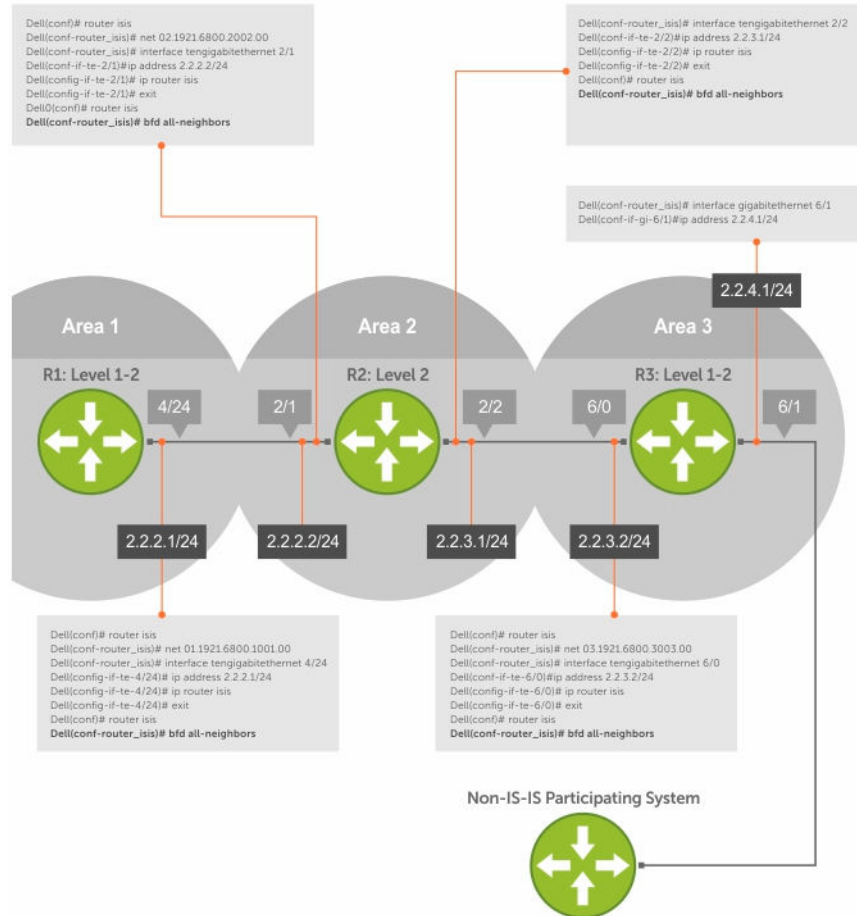 Dell(conf)# router isis
Dell(conf-router_isis)# net 02.1921.6800.2002.00
Dell(conf-router_isis)# interface tengigabitethernet 2/1
Dell(conf-if-te-2/1)#ip address 2.2.2.2/24
Dell(config-if-te-2/1)# ip router isis
Dell(config-if-te-2/1)# exit
Dell0(conf)# router isis
Dell(conf-router_isis)# bfd all-neighbors
Dell(conf-router_isis)# interface tengigabitethernet 2/2
Dell(conf-if-te-2/2)#ip address 2.2.3.1/24
Dell(config-if-te-2/2)# ip router isis
Dell(config-if-te-2/2)# exit
Dell(conf)# router isis
Dell(conf-router_isis)# bfd all-neighbors
Dell(conf-router_isis)# interface gigabitethernet 6/1
Dell(conf-if-gi-6/1)#ip address 2.2.4.1/24
2.2.4.1/24
Area 1
Area 2
Area 3
R1: Level 1-2
R2: Level 2
R3: Level 1-2
4/24
2/1
2/2
6/0
6/1
2.2.2.1/24
2.2.2.2/24
2.2.3.1/24
2.2.3.2/24
Dell(conf)# router isis
Dell(conf-router_isis)# net 01.1921.6800.1001.00
Dell(conf-router_isis)# interface tengigabitethernet 4/24
Dell(config-if-te-4/24)# ip address 2.2.2.1/24
Dell(config-if-te-4/24)# ip router isis
Dell(config-if-te-4/24)# exit
Dell(conf)# router isis
Dell(conf-router_isis)# bfd all-neighbors
Dell(conf)# router isis
Dell(conf-router_isis)# net 03.1921.6800.3003.00
Dell(conf-router_isis)# interface tengigabitethernet 6/0
Dell(conf-if-te-6/0)#ip address 2.2.3.2/24
Dell(config-if-te-6/0)# ip router isis
Dell(config-if-te-6/0)# exit
Dell(conf)# router isis
Dell(conf-router_isis)# bfd all-neighbors
Non-IS-IS Participating System